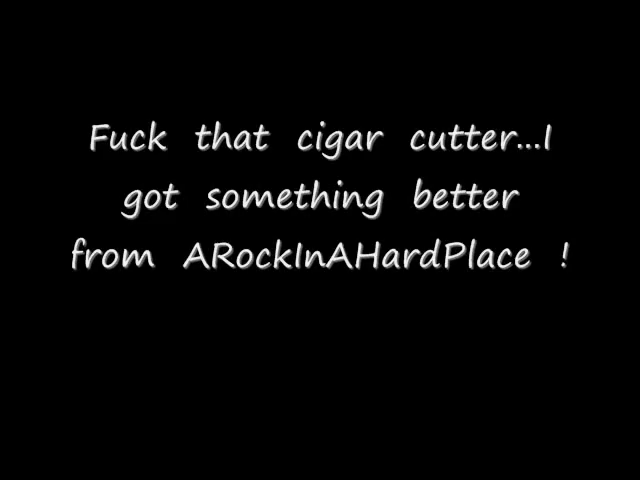 Fuck that cigar cutter...I
got something better
from ARockInAHardPlace !